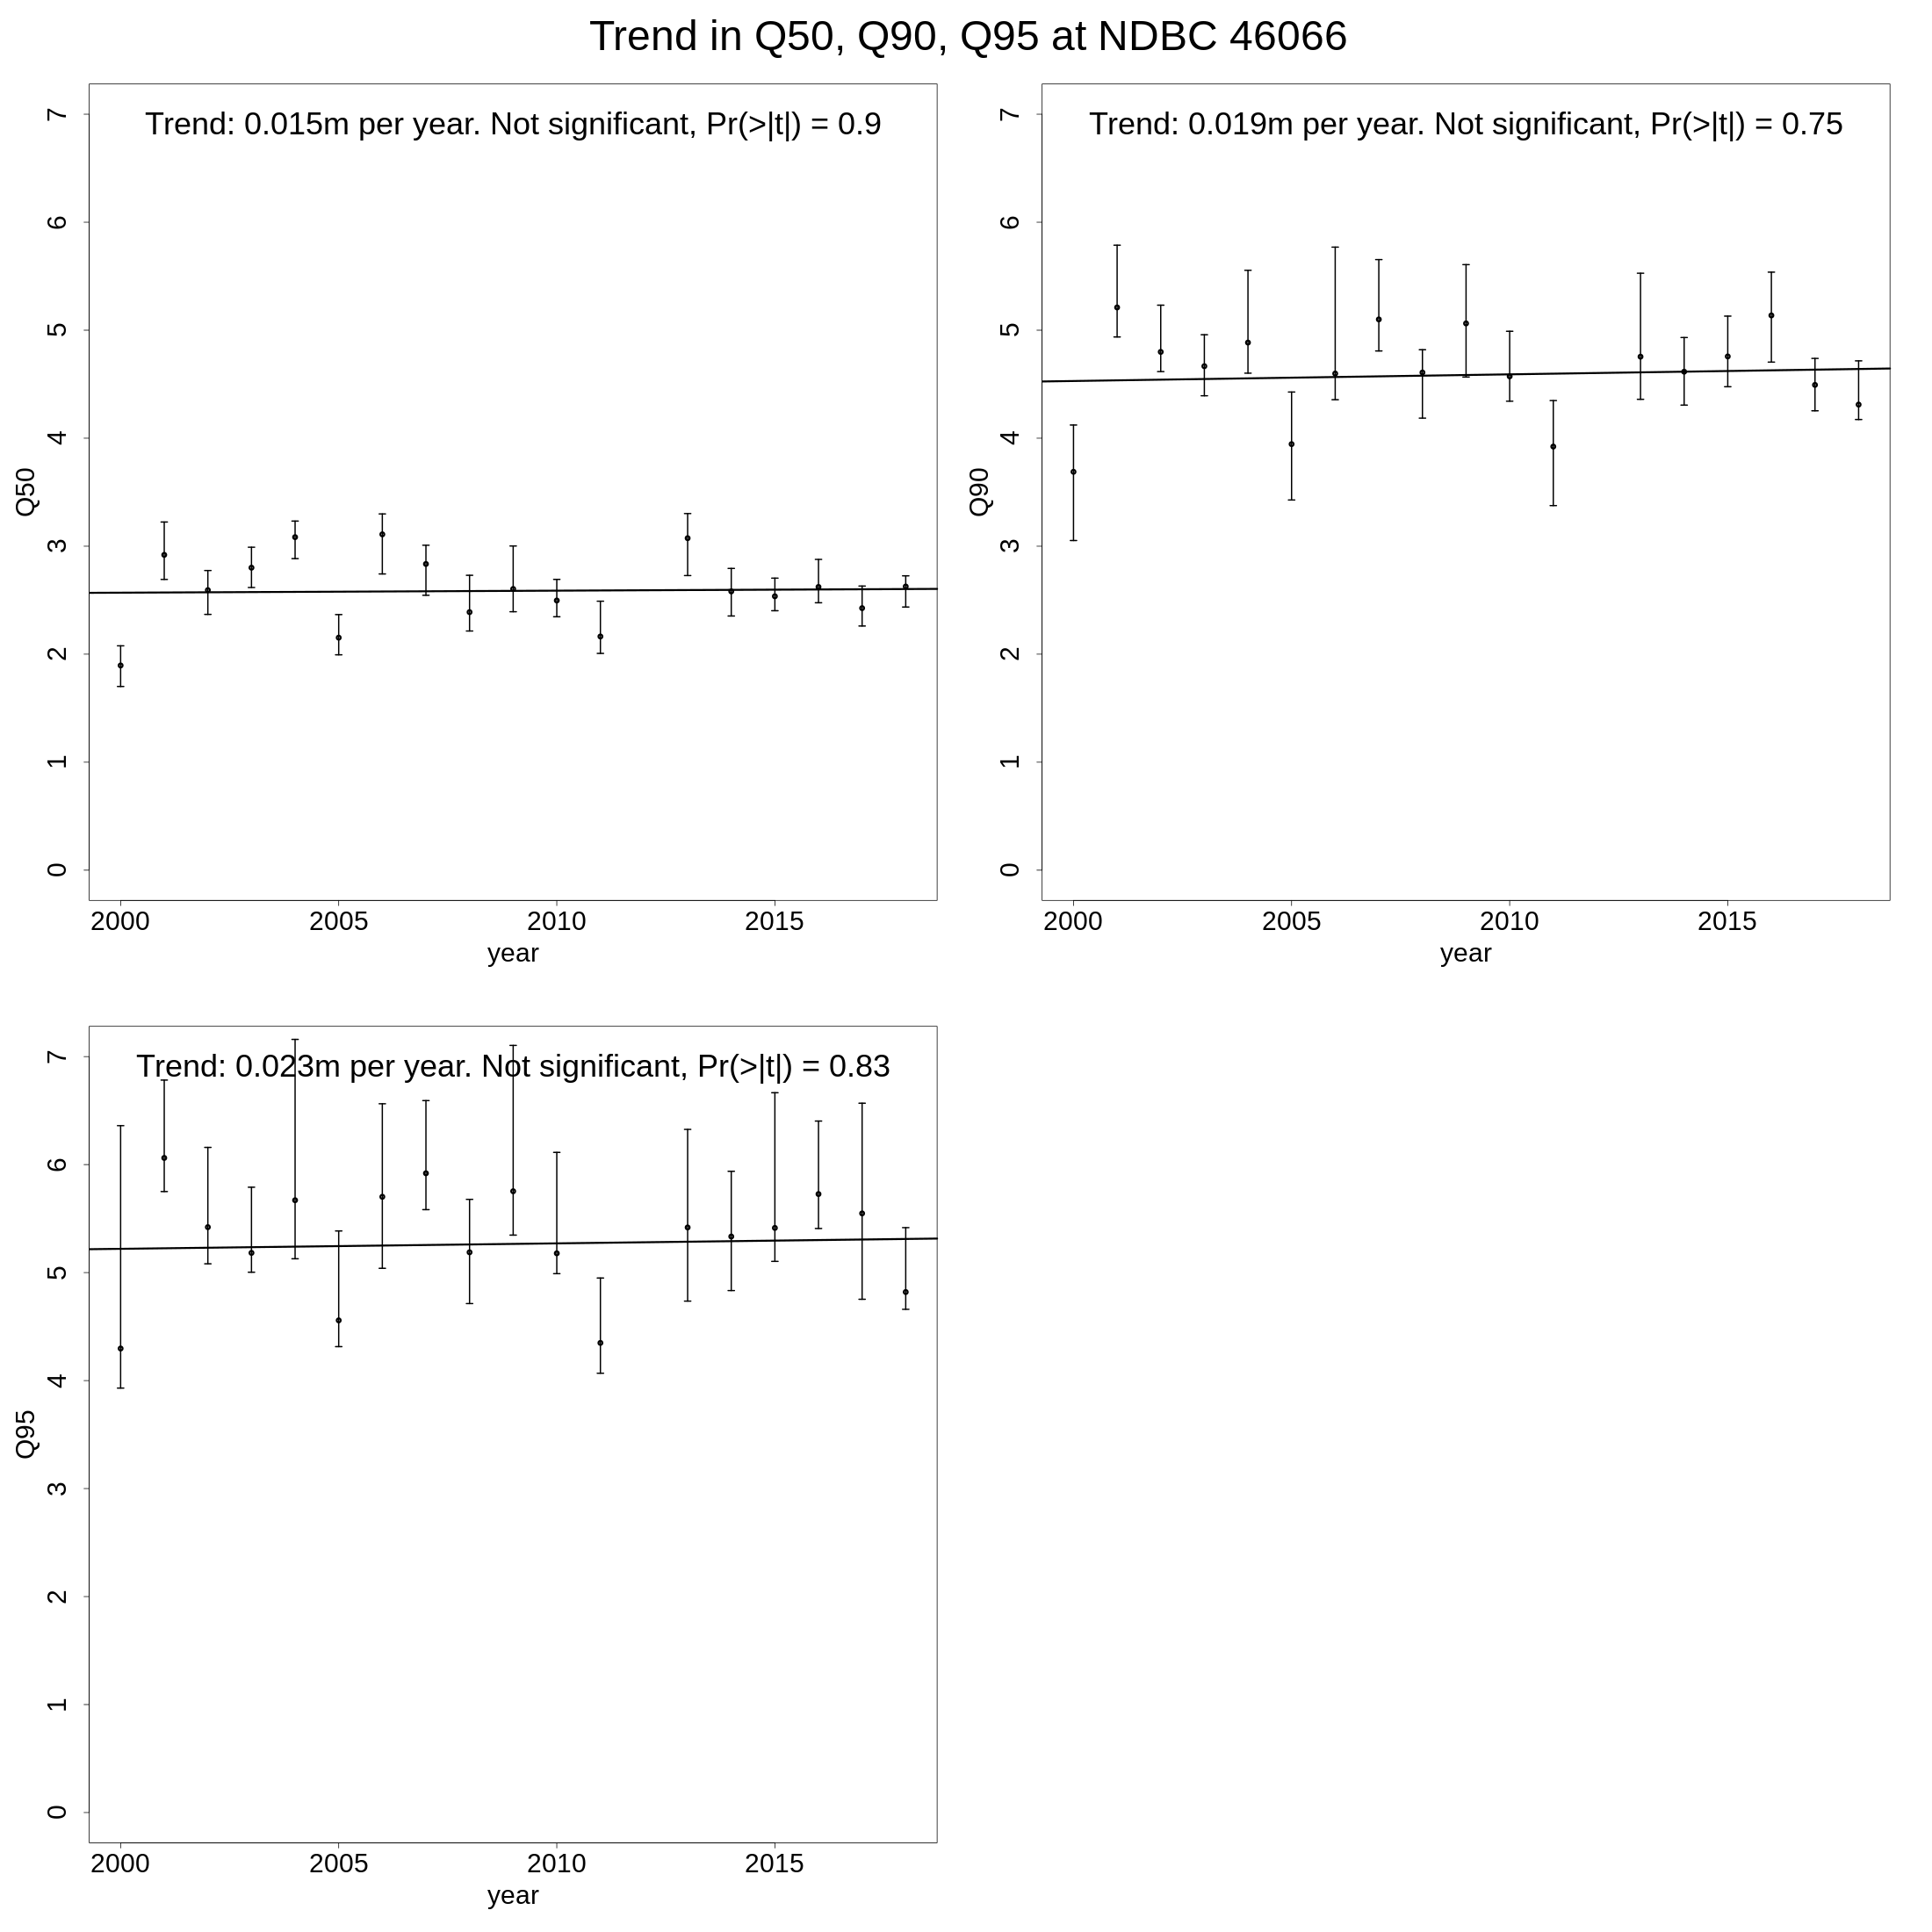 Trend in Q50, Q90, Q95 at NDBC 46066
Trend: 0.015m per year. Not significant, Pr(>|t|) = 0.9
Q50
7
6
5
4
3
2
1
0
2000 2005 2010 2015
year
Trend: 0.019m per year. Not significant, Pr(>|t|) = 0.75
Q90
7
6
5
4
3
2
1
0
2000 2005 2010 2015
year
Trend: 0.023m per year. Not significant, Pr(>|t|) = 0.83
Q95
7
6
5
4
3
2
1
0
2000 2005 2010 2015
year